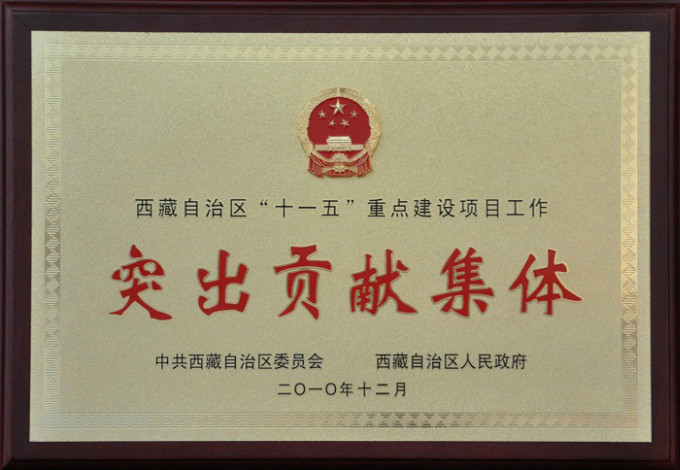 西藏自治区“十一五”重点建设项目工作
突出贡献集体
中共西藏自治区委员会 西藏自治区人民政府
二〇一〇年十二月